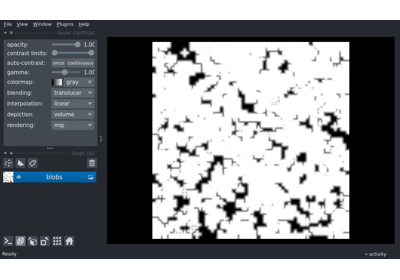 File View Window Plugins Help
layer controls
opacity: 1.00
contrast limits:
auto-contrast: once continuous
gamma: 1.00
colormap: gray
blending: translucer
interpolation: linear
depiction: volume
rendering: mip
layer list
blobs
Ready
activity